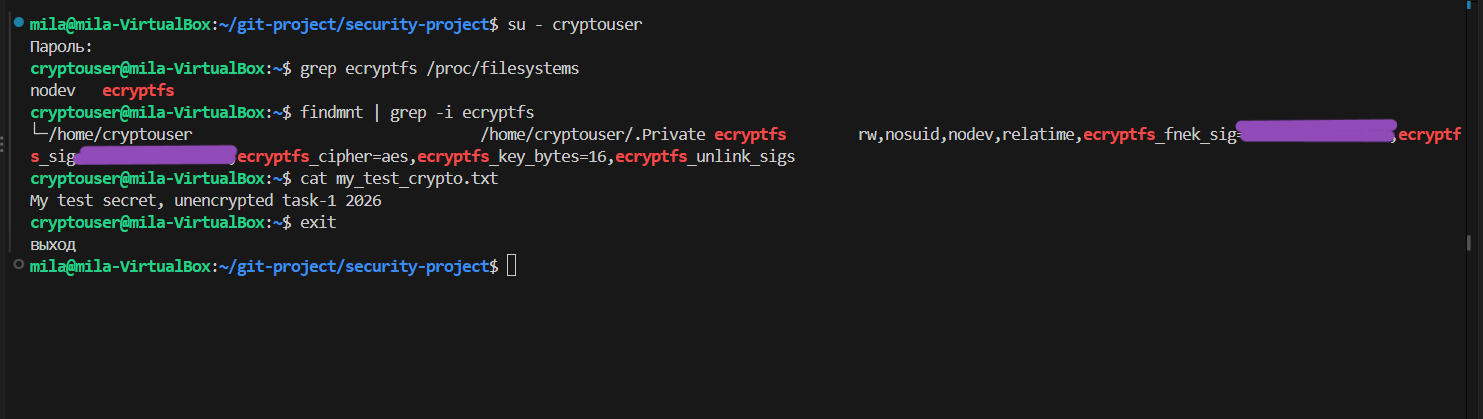 mila@mila-VirtualBox:~/git-project/security-project$ su - cryptouser
Пароль:
cryptouser@mila-VirtualBox:~$ grep ecryptfs /proc/filesystems
nodev   ecryptfs
cryptouser@mila-VirtualBox:~$ findmnt | grep -i ecryptfs
└─/home/cryptouser                                 /home/cryptouser/.Private ecryptfs        rw,nosuid,nodev,relatime,ecryptfs_fnek_sig=,ecryptf
s_sig=,ecryptfs_cipher=aes,ecryptfs_key_bytes=16,ecryptfs_unlink_sigs
cryptouser@mila-VirtualBox:~$ cat my_test_crypto.txt
My test secret, unencrypted task-1 2026
cryptouser@mila-VirtualBox:~$ exit
выход
mila@mila-VirtualBox:~/git-project/security-project$